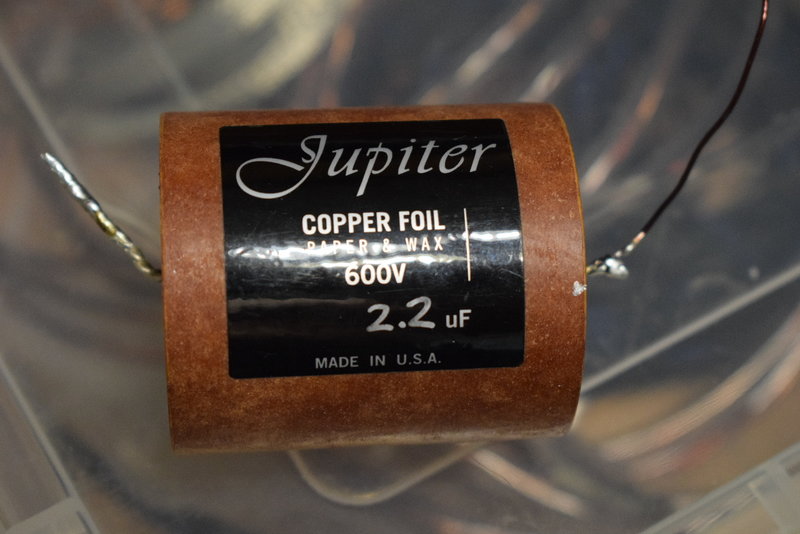 Jupiter
COPPER FOIL
PAPER & WAX
600V
2.2 uF
MADE IN U.S.A.